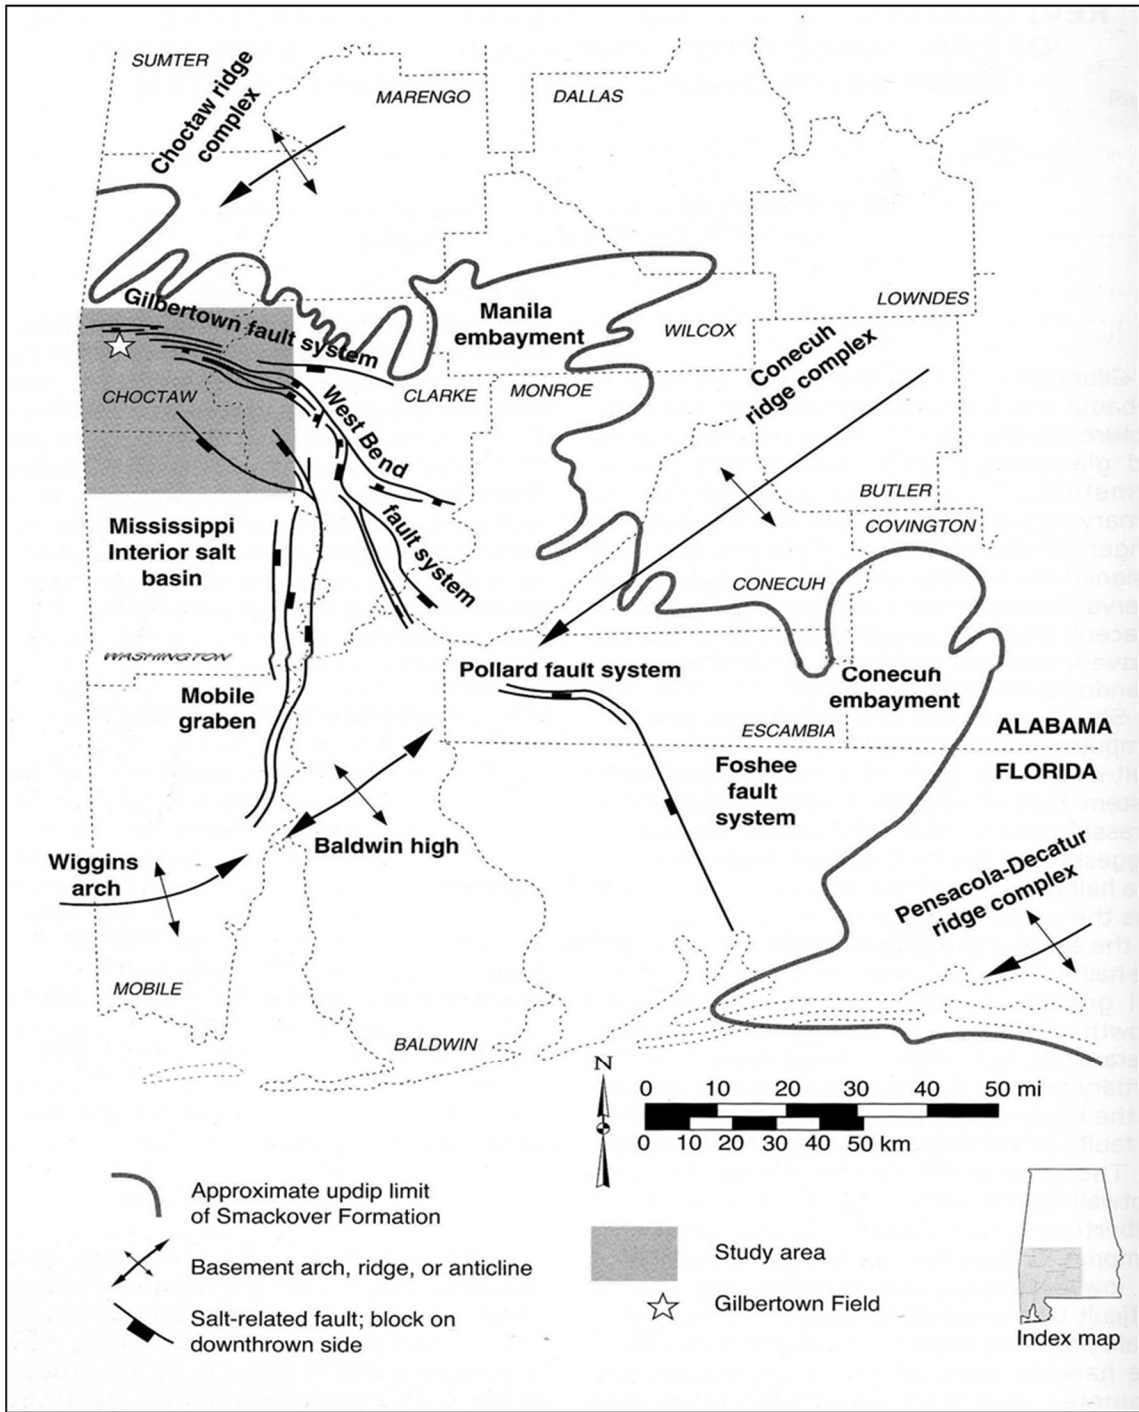 SUMTER
Choctaw ridge
complex
MARENGO
DALLAS
LOWNDES
Gilbertown fault system
Manila
embayment
WILCOX
Conecuh
ridge complex
CHOCTAW
CLARKE
MONROE
West Bend
fault system
BUTLER
COVINGTON
Mississippi
Interior salt
basin
CONECUH
WASHINGTON
Pollard fault system
Conecuh
embayment
Mobile
graben
ESCAMBIA
ALABAMA
FLORIDA
Foshee
fault
system
Baldwin high
Wiggins
arch
Pensacola-Decatur
ridge complex
MOBILE
BALDWIN
N
0 10 20 30 40 50 mi
0 10 20 30 40 50 km
Approximate updip limit
of Smackover Formation
Basement arch, ridge, or anticline
Salt-related fault; block on
downthrown side
Study area
Gilbertown Field
Index map